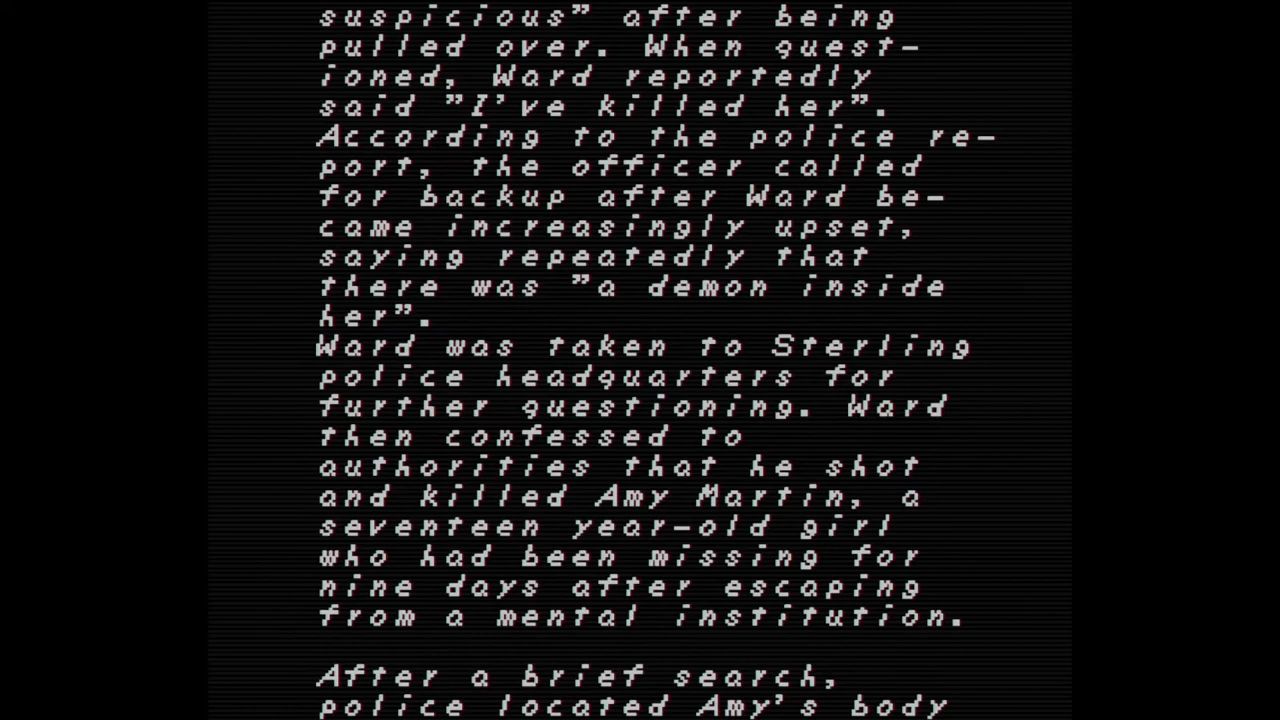 suspicious" after being
pulled over. When quest-
ioned, Ward reportedly
said "I've killed her".
According to the police re-
port, the officer called
for backup after Ward be-
came increasingly upset,
saying repeatedly that
there was "a demon inside
her".
Ward was taken to Sterling
police headquarters for
further questioning. Ward
then confessed to
authorities that he shot
and killed Amy Martin, a
seventeen year-old girl
who had been missing for
nine days after escaping
from a mental institution.
After a brief search,
police located Amy's body